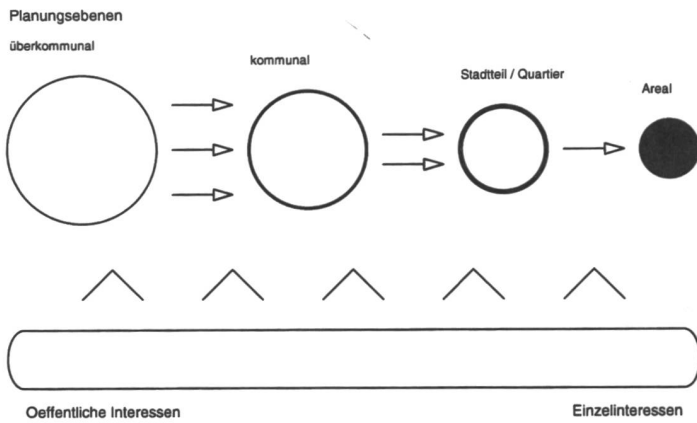 Planungsebenen
überkommunal
kommunal
Stadtteil / Quartier
Areal
Oeffentliche Interessen
Einzelinteressen